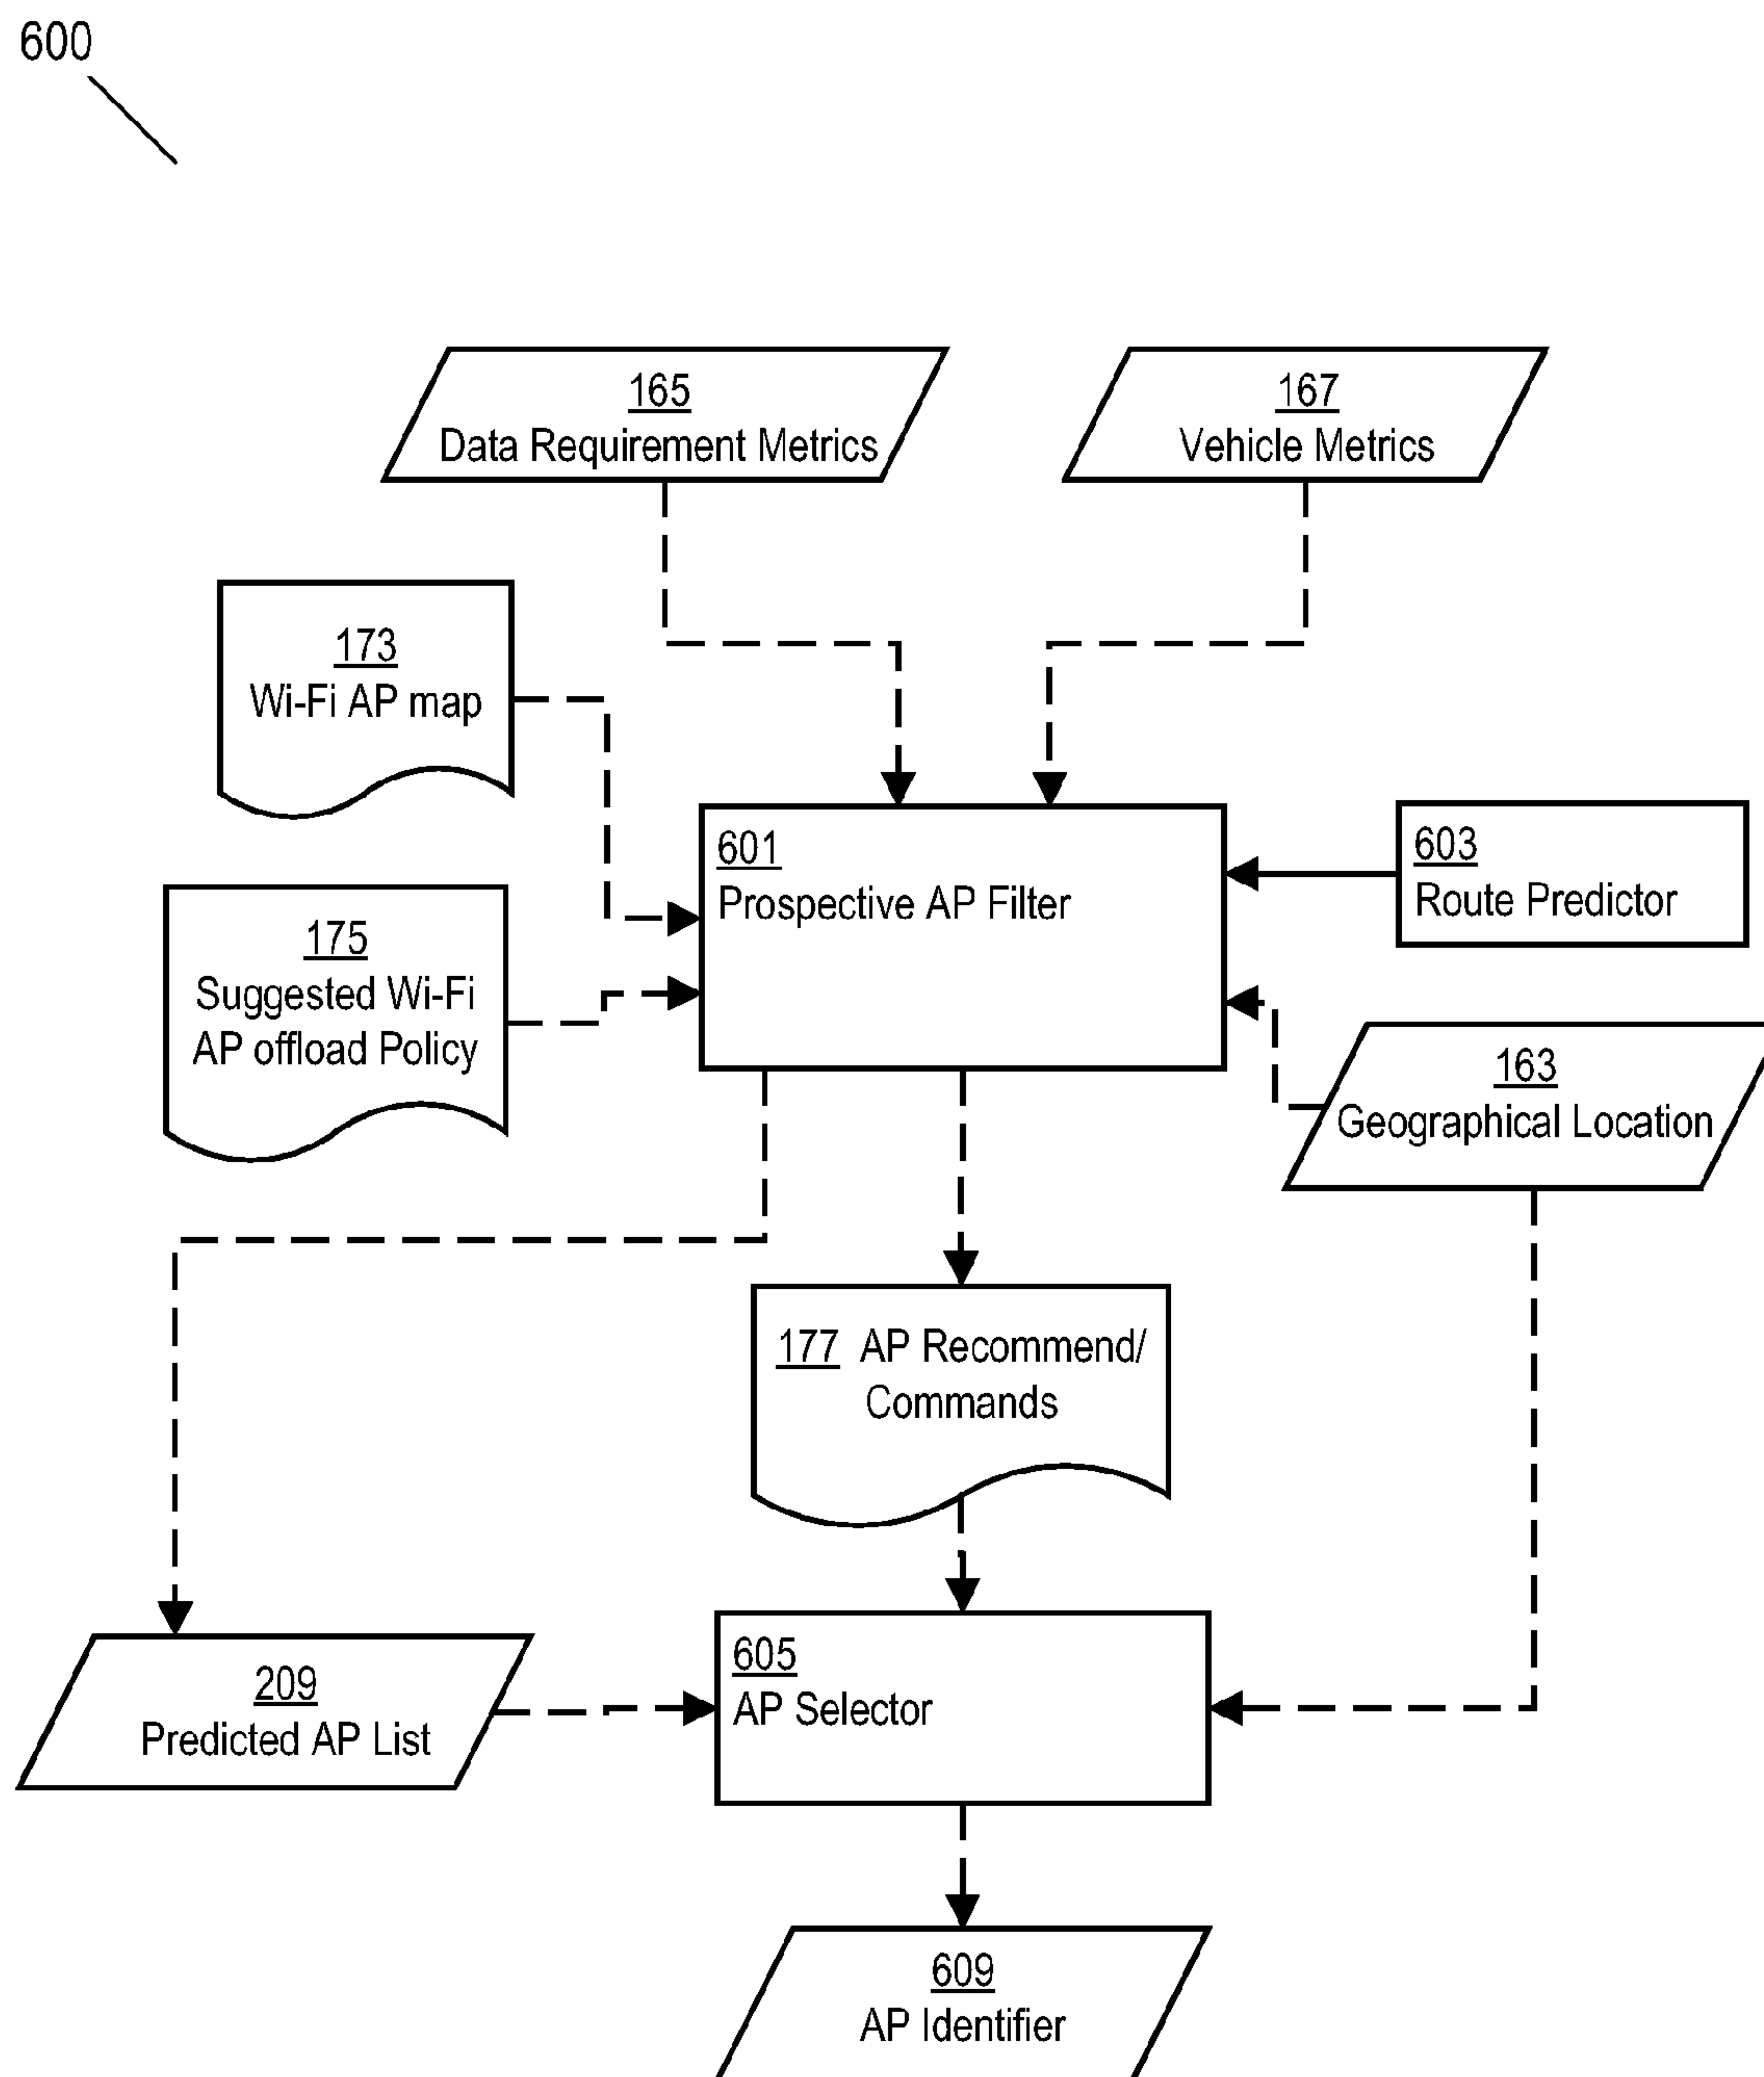 600
165
Data Requirement Metrics
167
Vehicle Metrics
173
Wi-Fi AP map
601
Prospective AP Filter
603
Route Predictor
175
Suggested Wi-Fi
AP offload Policy
163
Geographical Location
177 AP Recommend/
Commands
209
Predicted AP List
605
AP Selector
609
AP Identifier